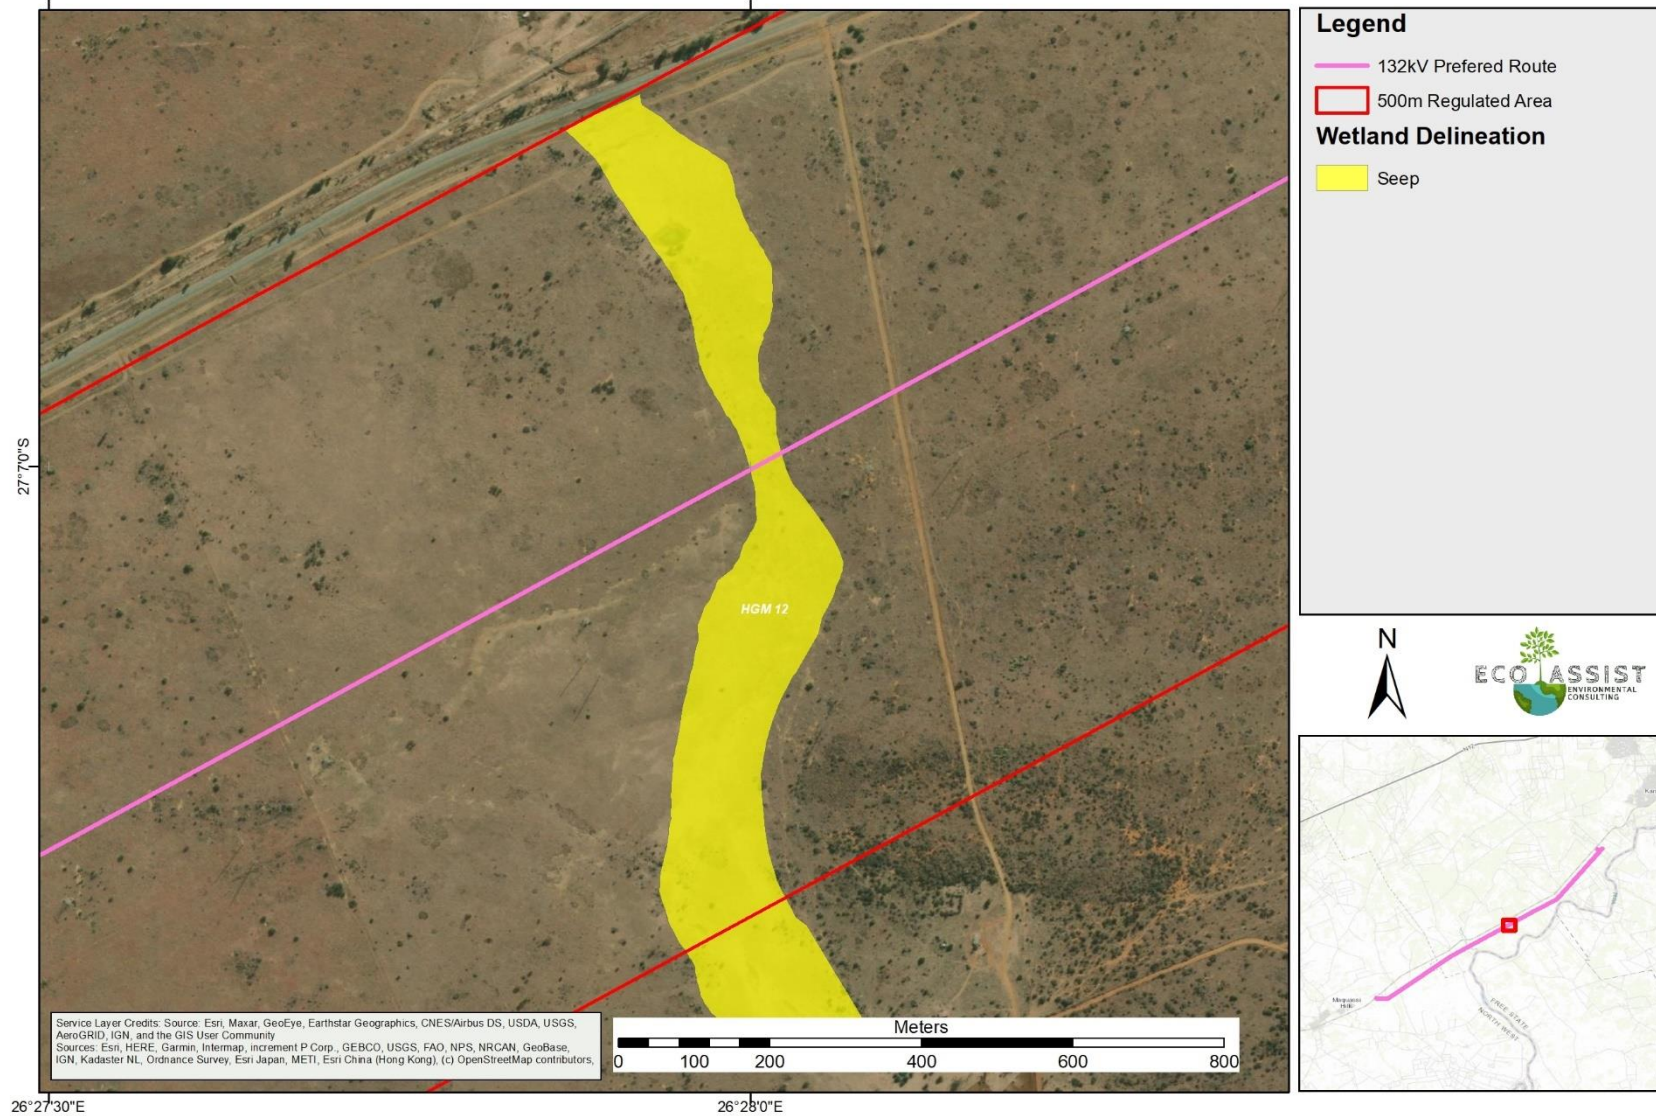 Legend
132kV Prefered Route
500m Regulated Area
Wetland Delineation
Seep
27°7'0"S
HGM 12
N
ECO ASSIST
ENVIRONMENTAL
CONSULTING
N12
FREE STATE
NORTH WEST
Service Layer Credits: Source: Esri, Maxar, GeoEye, Earthstar Geographics, CNES/Airbus DS, USDA, USGS,
AeroGRID, IGN, and the GIS User Community
Sources: Esri, HERE, Garmin, Intermap, increment P Corp., GEBCO, USGS, FAO, NPS, NRCAN, GeoBase,
IGN, Kadaster NL, Ordnance Survey, Esri Japan, METI, Esri China (Hong Kong), (c) OpenStreetMap contributors,
Meters
0 100 200 400 600 800
26°27'30"E
26°28'0"E